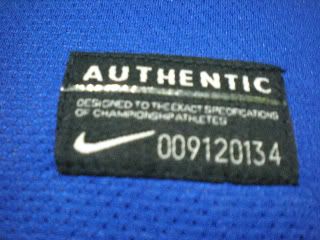 AUTHENTIC
DESIGNED TO THE EXACT SPECIFICATIONS
OF CHAMPIONSHIP ATHLETES
009120134